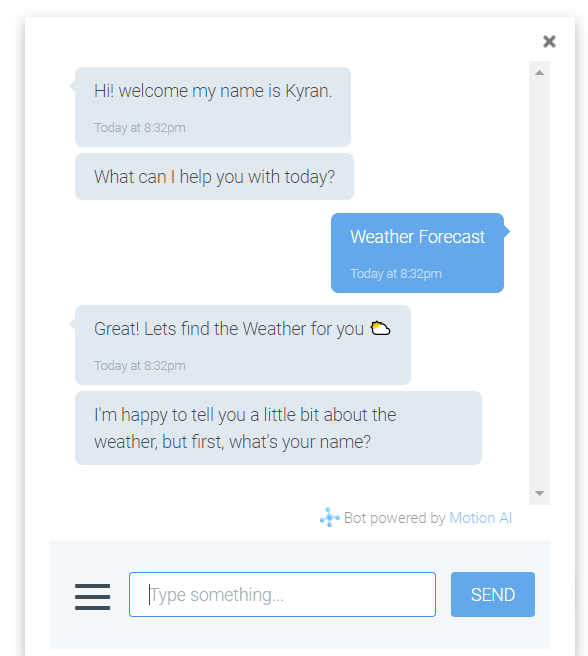 Hi! welcome my name is Kyran.
Today at 8:32pm
What can I help you with today?
Weather Forecast
Today at 8:32pm
Great! Lets find the Weather for you
Today at 8:32pm
I'm happy to tell you a little bit about the
weather, but first, what's your name?
Bot powered by Motion AI
Type something...
SEND